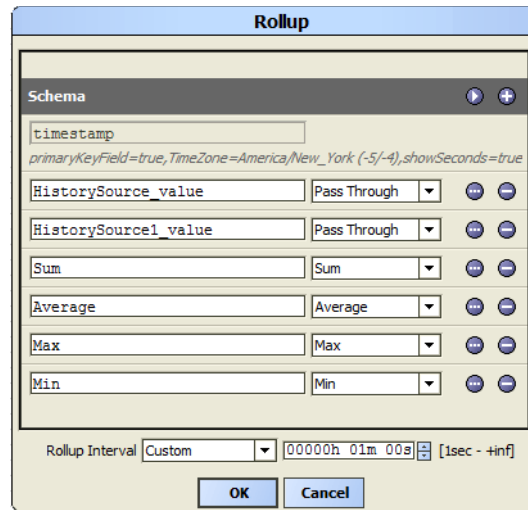 Rollup
Schema
timestamp
primaryKeyField=true,TimeZone=America/New_York (-5/-4),showSeconds=true
HistorySource_value Pass Through
HistorySource1_value Pass Through
Sum Sum
Average Average
Max Max
Min Min
Rollup Interval Custom 00000h 01m 00s [1sec - +inf]
OK Cancel